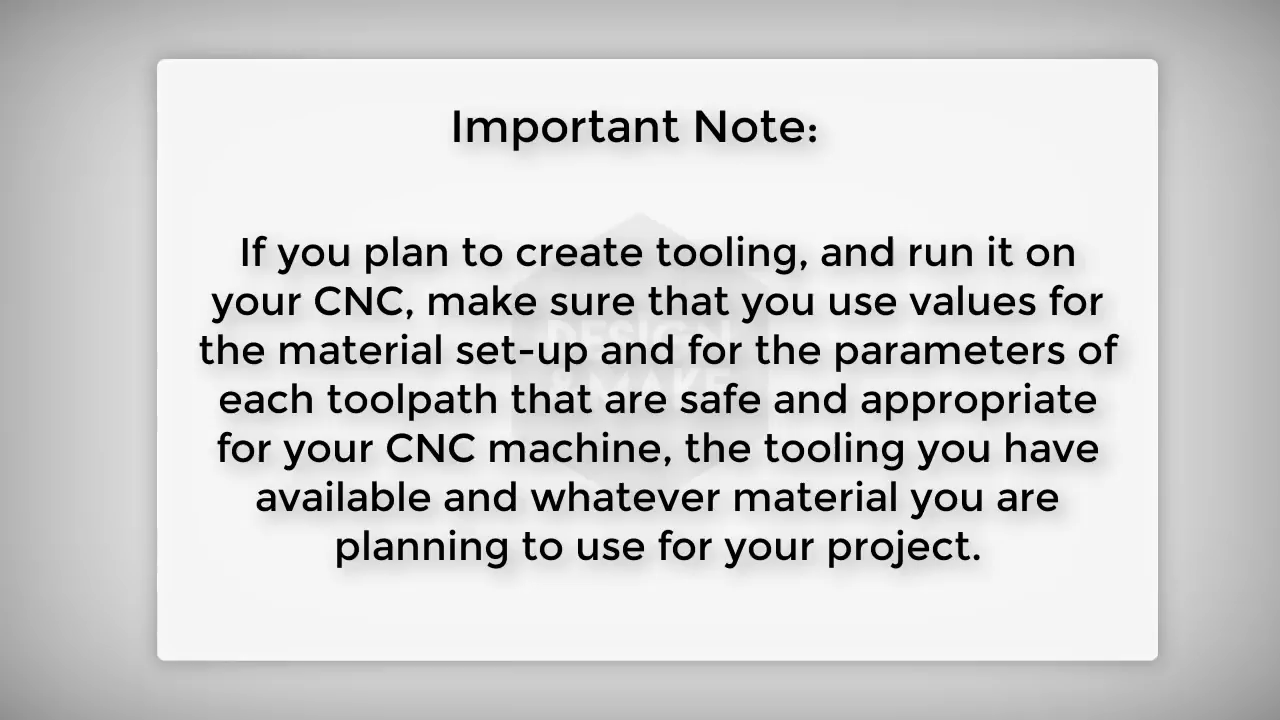 Important Note:
If you plan to create tooling, and run it on
your CNC, make sure that you use values for
the material set-up and for the parameters of
each toolpath that are safe and appropriate
for your CNC machine, the tooling you have
available and whatever material you are
planning to use for your project.
DESIGN
& MAKE